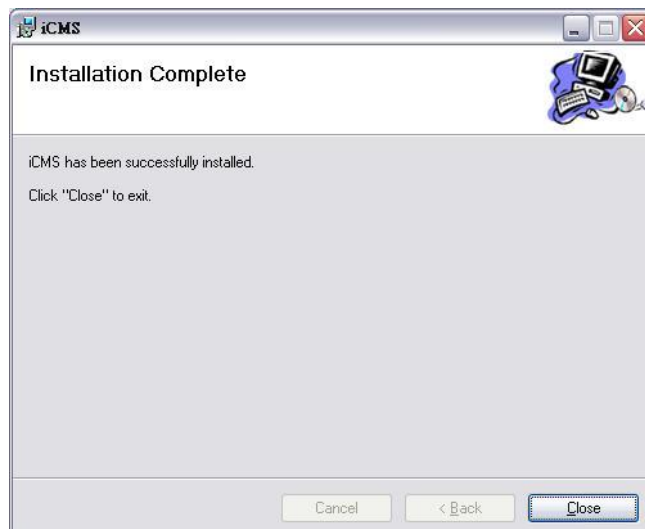 iCMS
Installation Complete
iCMS has been successfully installed.
Click "Close" to exit.
Cancel
< Back
Close